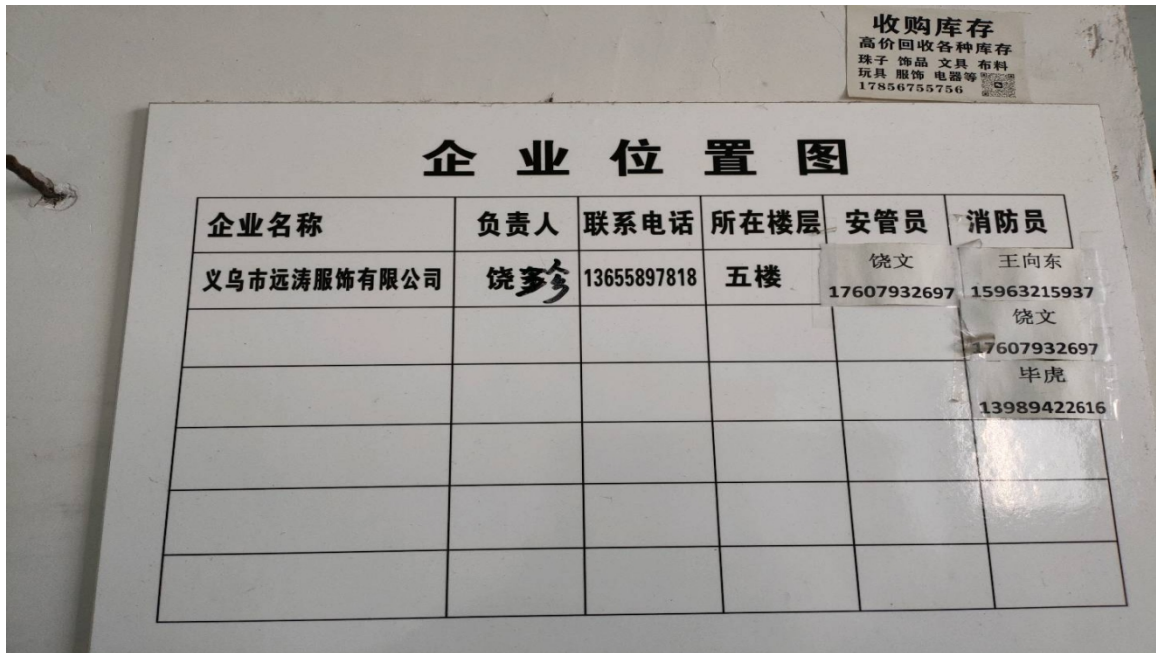 收购库存
高价回收各种库存
珠子 饰品 文具 布料
玩具 服饰 电器等
17856755756
企业位置图
企业名称 负责人 联系电话 所在楼层 安管员 消防员
义乌市远涛服饰有限公司 饶 13655897818 五楼 饶文 王向东
17607932697 15963215937
饶文
17607932697
毕虎
13989422616